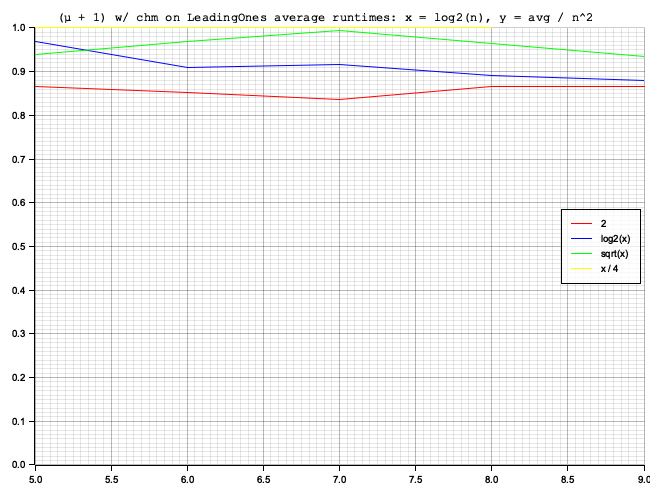 (μ + 1) w/ chm on LeadingOnes average runtimes: x = log2(n), y = avg / n^2
1.0
0.9
0.8
0.7
0.6
0.5
0.4
0.3
0.2
0.1
0.0
2
log2(x)
sqrt(x)
x / 4
5.0 5.5 6.0 6.5 7.0 7.5 8.0 8.5 9.0